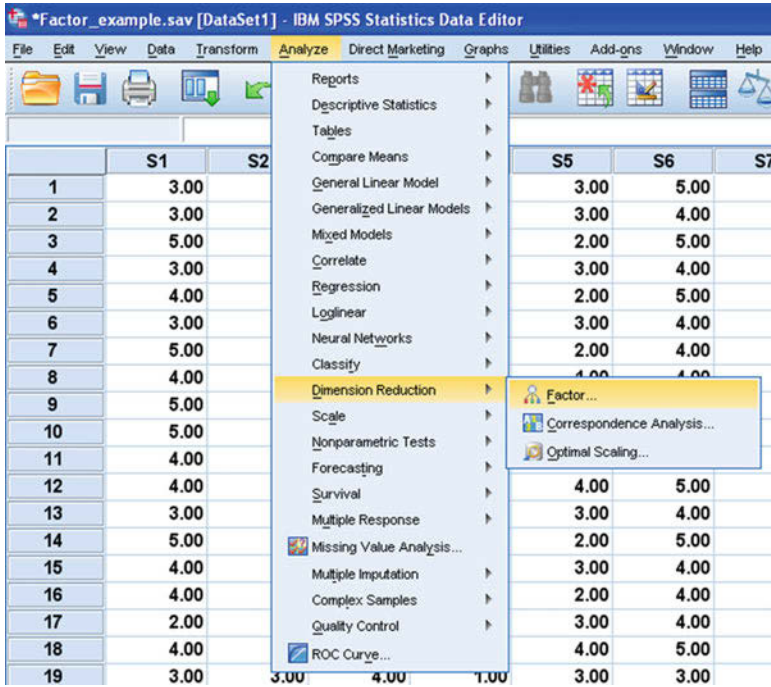 *Factor_example.sav [DataSet1] - IBM SPSS Statistics Data Editor
File Edit View Data Transform Analyze Direct Marketing Graphs Utilities Add-ons Window Help
Reports
Descriptive Statistics
Tables
Compare Means
General Linear Model
Generalized Linear Models
Mixed Models
Correlate
Regression
Loglinear
Neural Networks
Classify
Dimension Reduction
Scale
Nonparametric Tests
Forecasting
Survival
Multiple Response
Missing Value Analysis...
Multiple Imputation
Complex Samples
Quality Control
ROC Curve...
Factor...
Correspondence Analysis...
Optimal Scaling...
S1 S2 S5 S6 S7
1 3.00 3.00 5.00
2 3.00 3.00 4.00
3 5.00 2.00 5.00
4 3.00 3.00 4.00
5 4.00 2.00 5.00
6 3.00 3.00 4.00
7 5.00 2.00 4.00
8 4.00 1.00 4.00
9 5.00
10 5.00
11 4.00
12 4.00 4.00 5.00
13 3.00 3.00 4.00
14 5.00 2.00 5.00
15 4.00 3.00 4.00
16 4.00 2.00 4.00
17 2.00 3.00 4.00
18 4.00 4.00 5.00
19 3.00 3.00 4.00 1.00 3.00 3.00